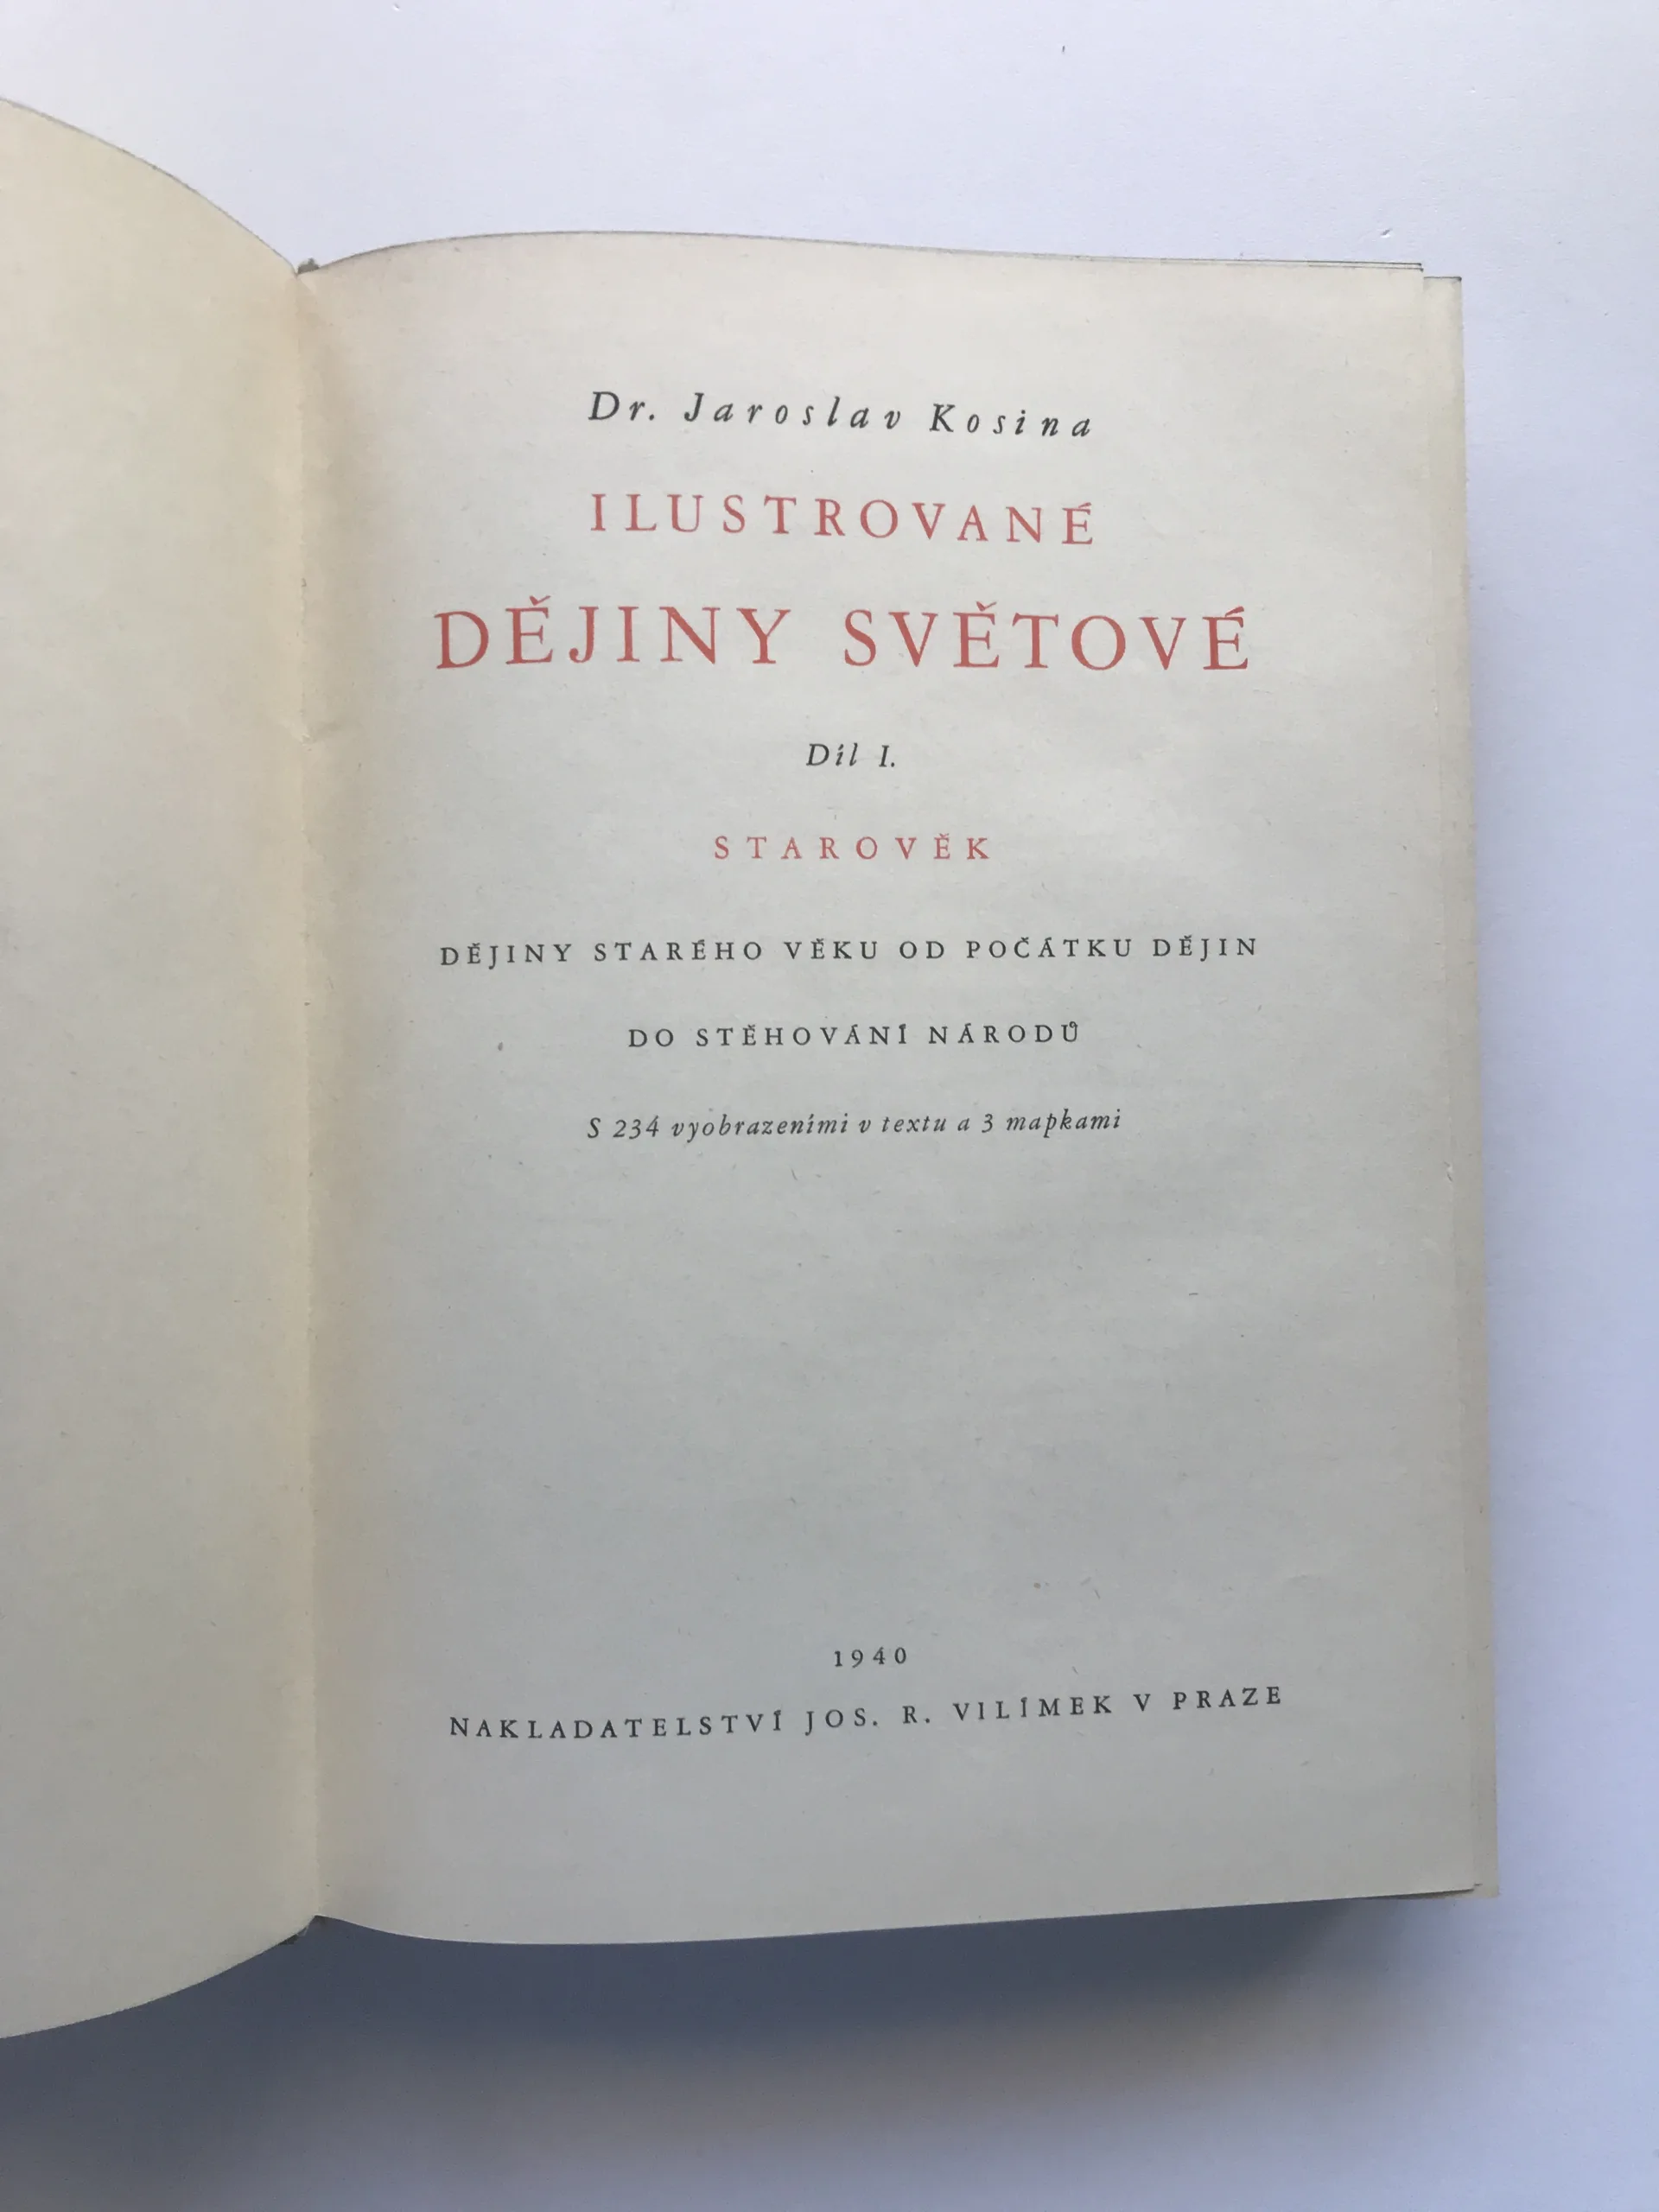 Dr. Jaroslav Kosina
ILUSTROVANÉ
DĚJINY SVĚTOVÉ
Díl I.
STAROVĚK
DĚJINY STARÉHO VĚKU OD POČÁTKU DĚJIN
DO STĚHOVÁNÍ NÁRODŮ
S 234 vyobrazeními v textu a 3 mapkami
1940
NAKLADATELSTVÍ JOS. R. VILÍMEK V PRAZE